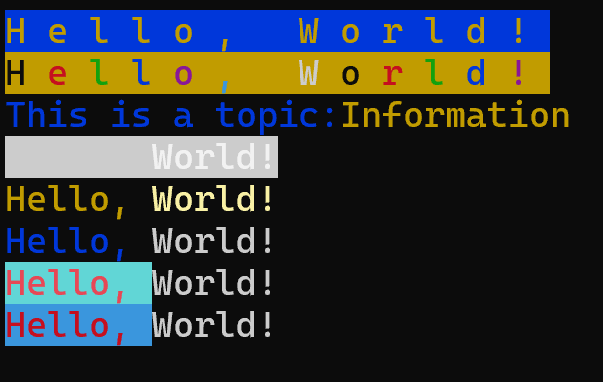 H e l l o ,   W o r l d !
H e l l o ,   W o r l d !
This is a topic:Information
World!
Hello, World!
Hello, World!
Hello, World!
Hello, World!